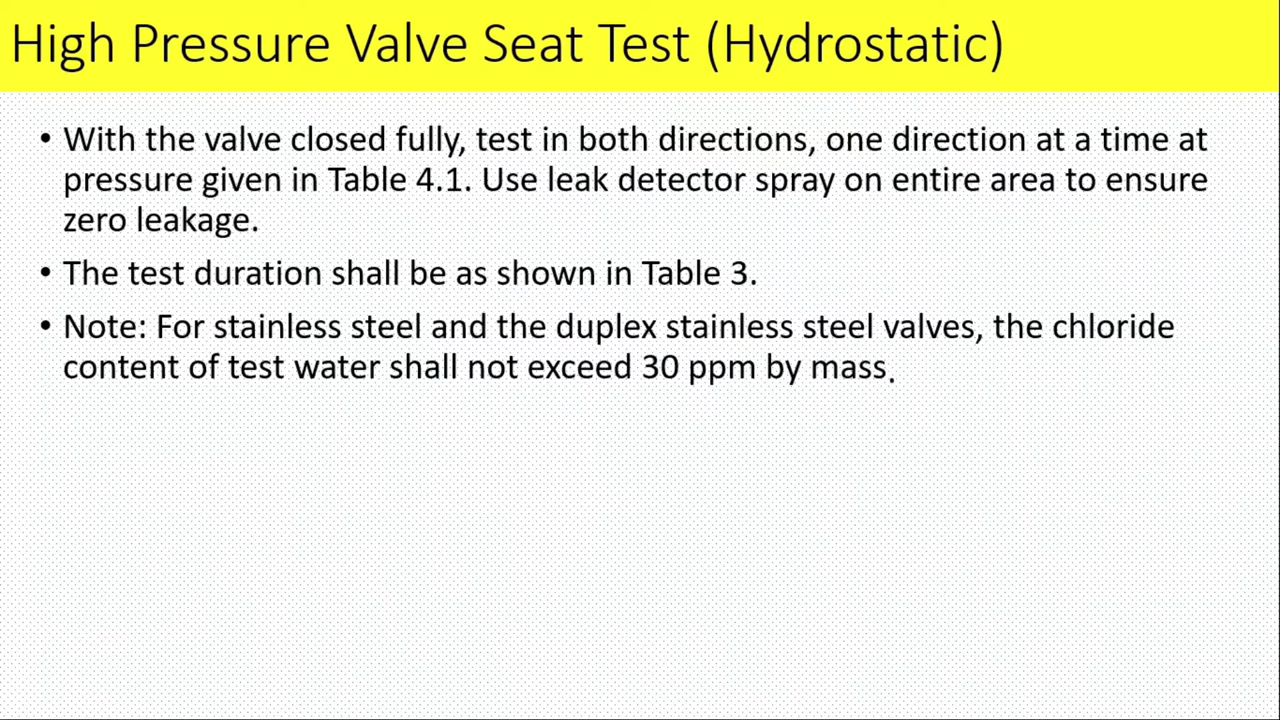 High Pressure Valve Seat Test (Hydrostatic)
• With the valve closed fully, test in both directions, one direction at a time at
pressure given in Table 4.1. Use leak detector spray on entire area to ensure
zero leakage.
• The test duration shall be as shown in Table 3.
• Note: For stainless steel and the duplex stainless steel valves, the chloride
content of test water shall not exceed 30 ppm by mass.